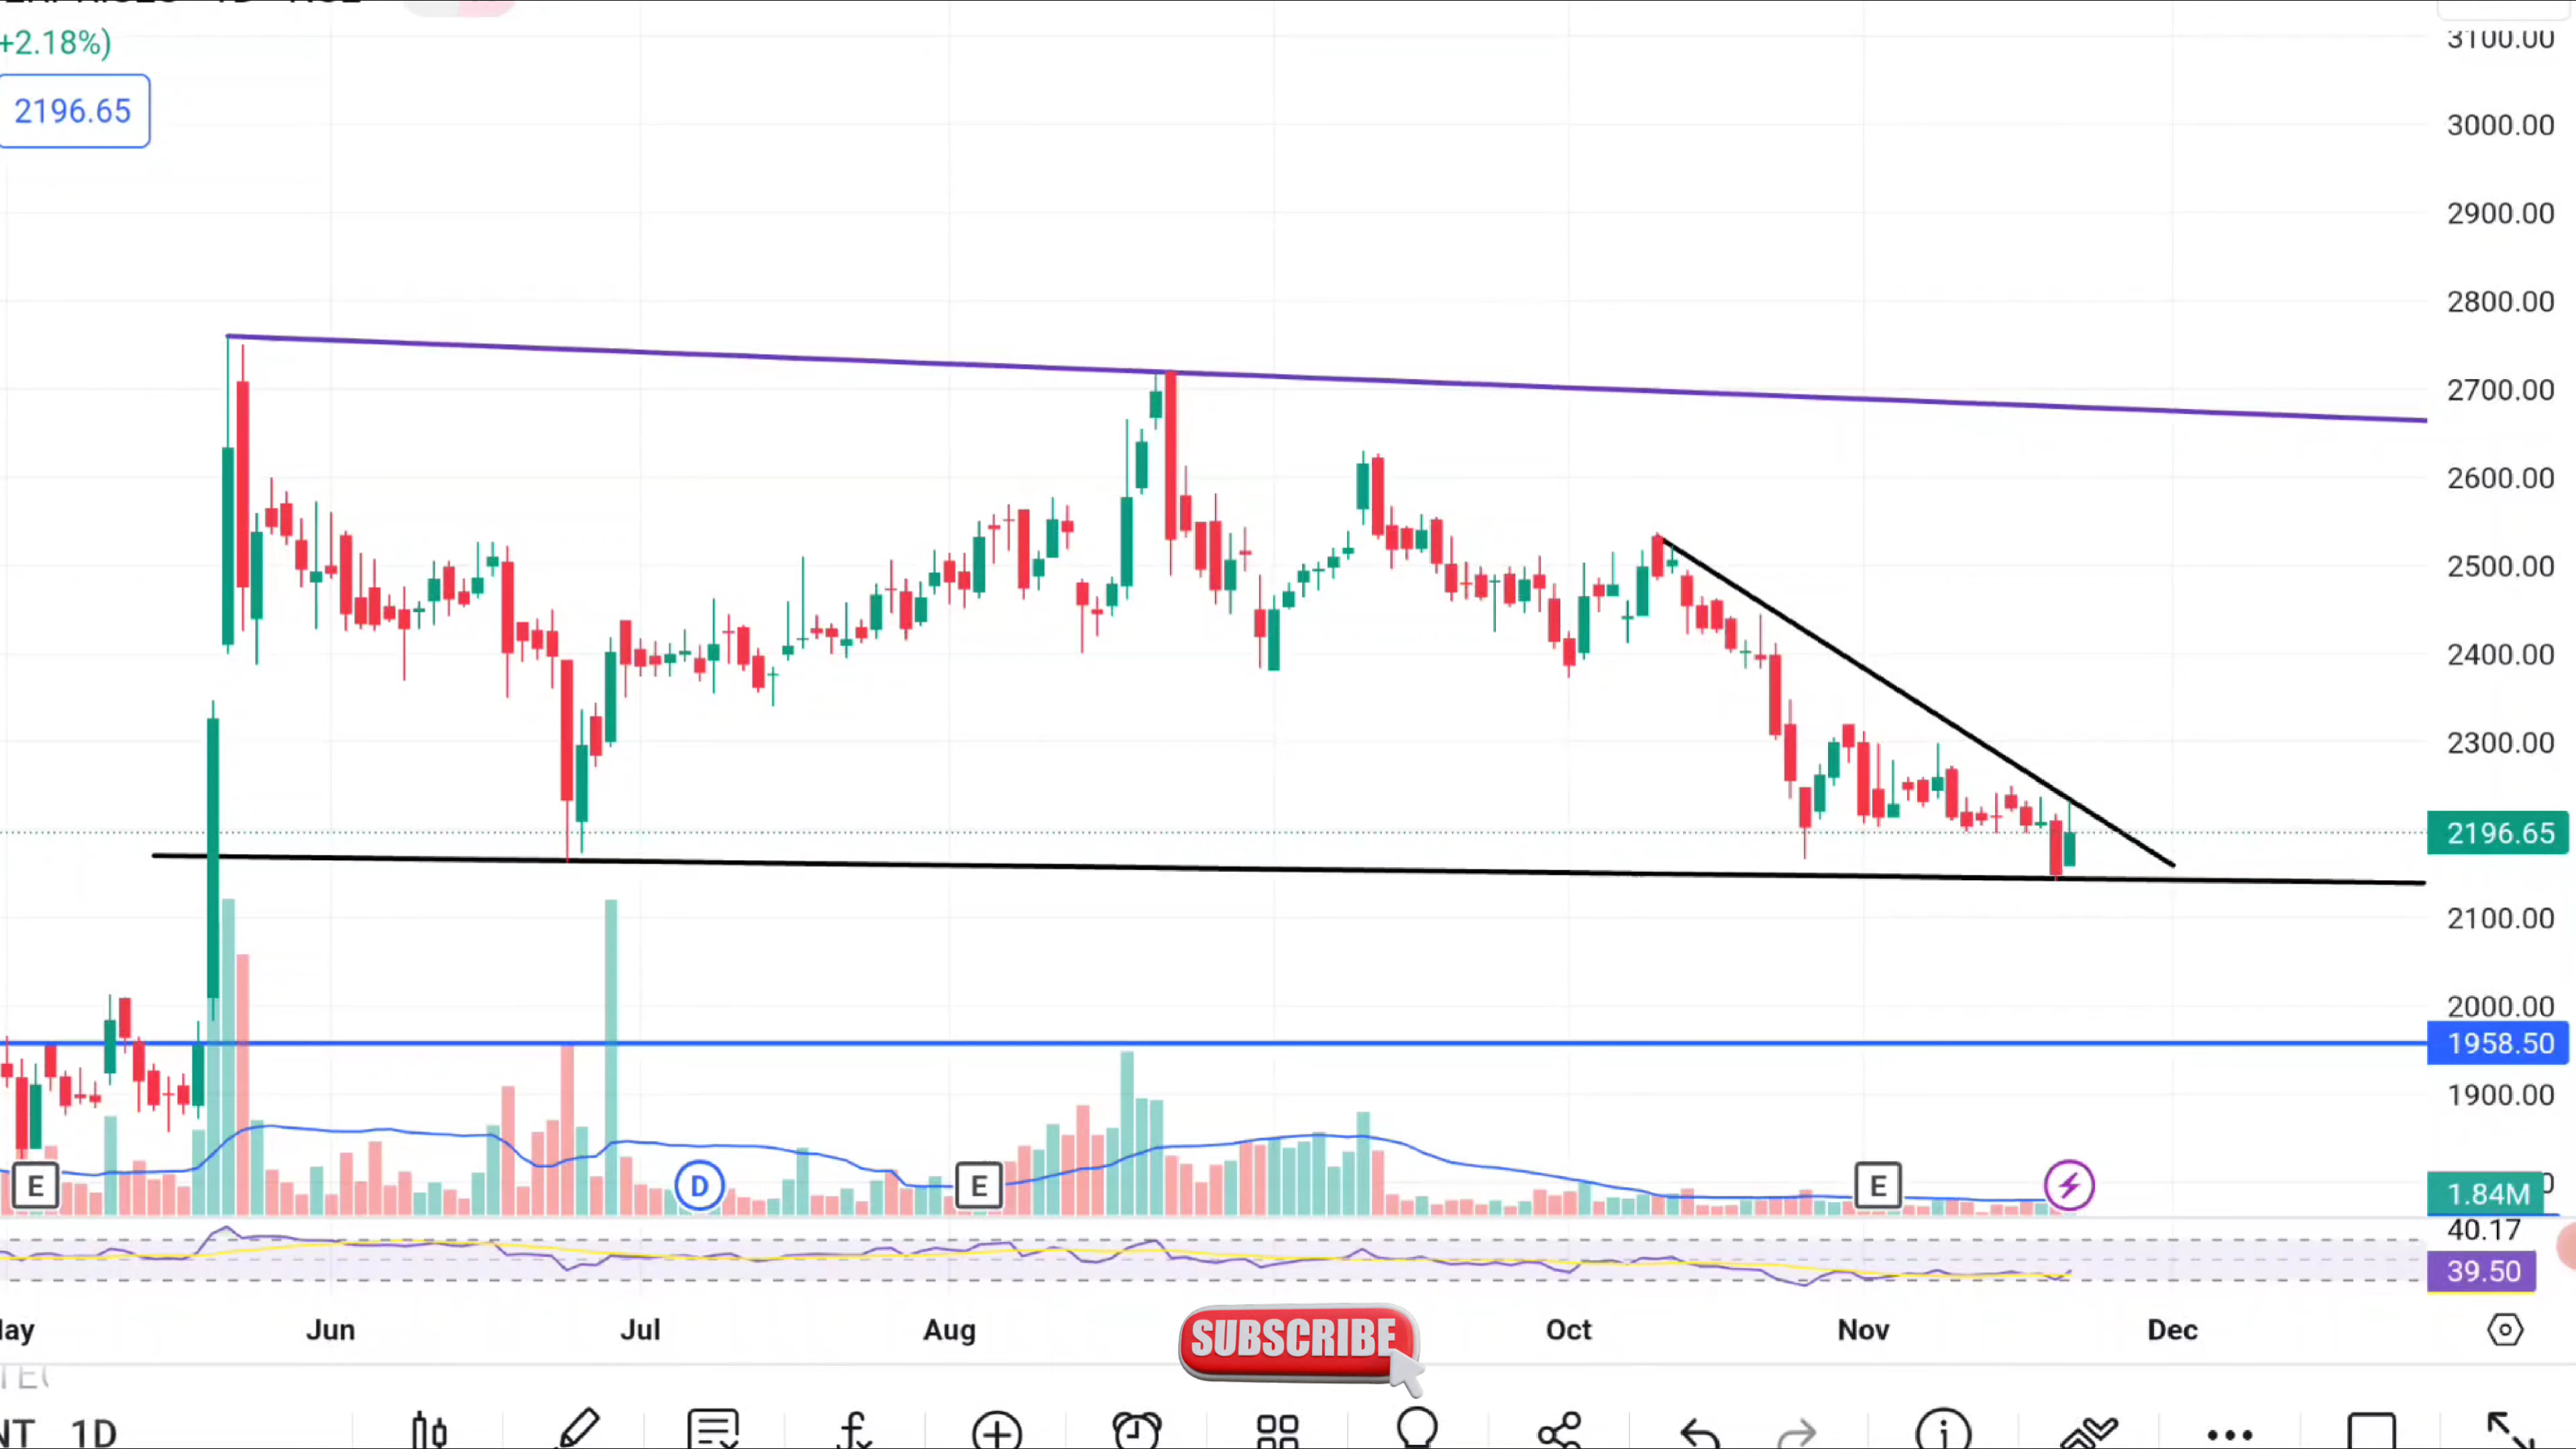 +2.18%)
2196.65
3100.00
3000.00
2900.00
2800.00
2700.00
2600.00
2500.00
2400.00
2300.00
2196.65
2100.00
2000.00
1958.50
1900.00
1.84M
40.17
39.50
E
D
E
E
Jun
Jul
Aug
Oct
Nov
Dec
SUBSCRIBE
1D